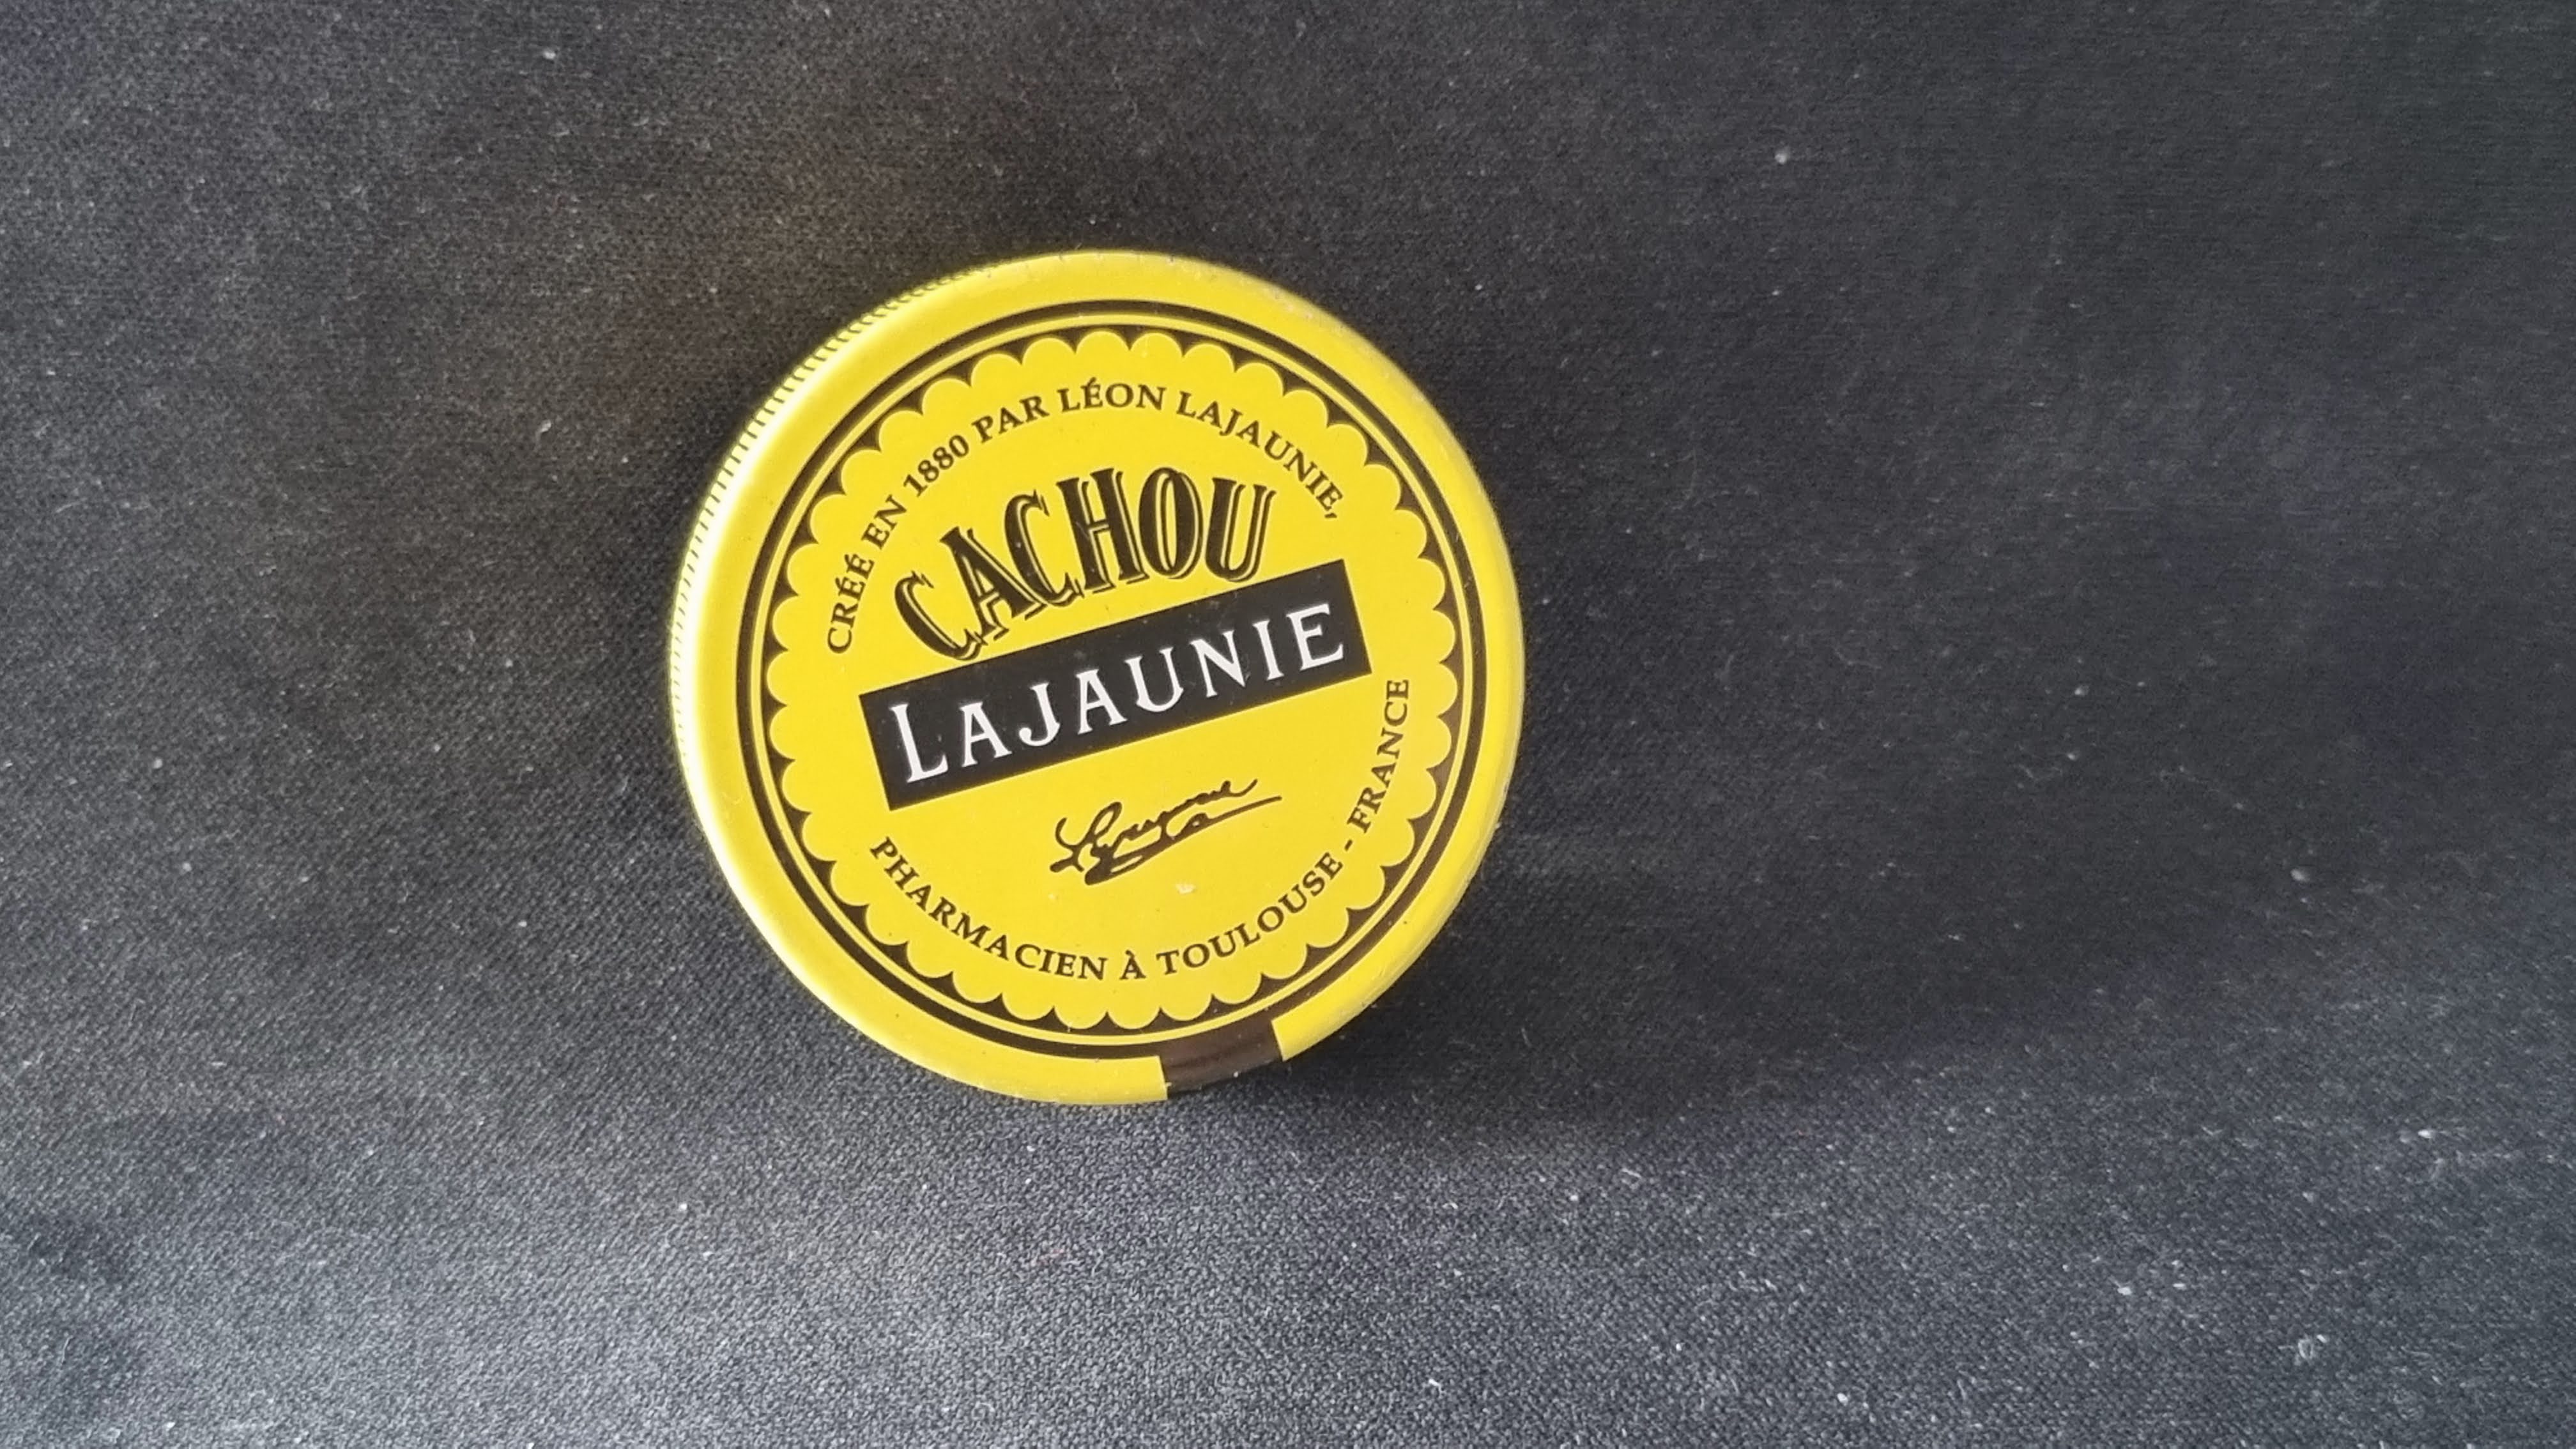 CRÉÉ EN 1880 PAR LÉON LAJAUNIE,
CACHOU
LAJAUNIE
PHARMACIEN À TOULOUSE - FRANCE